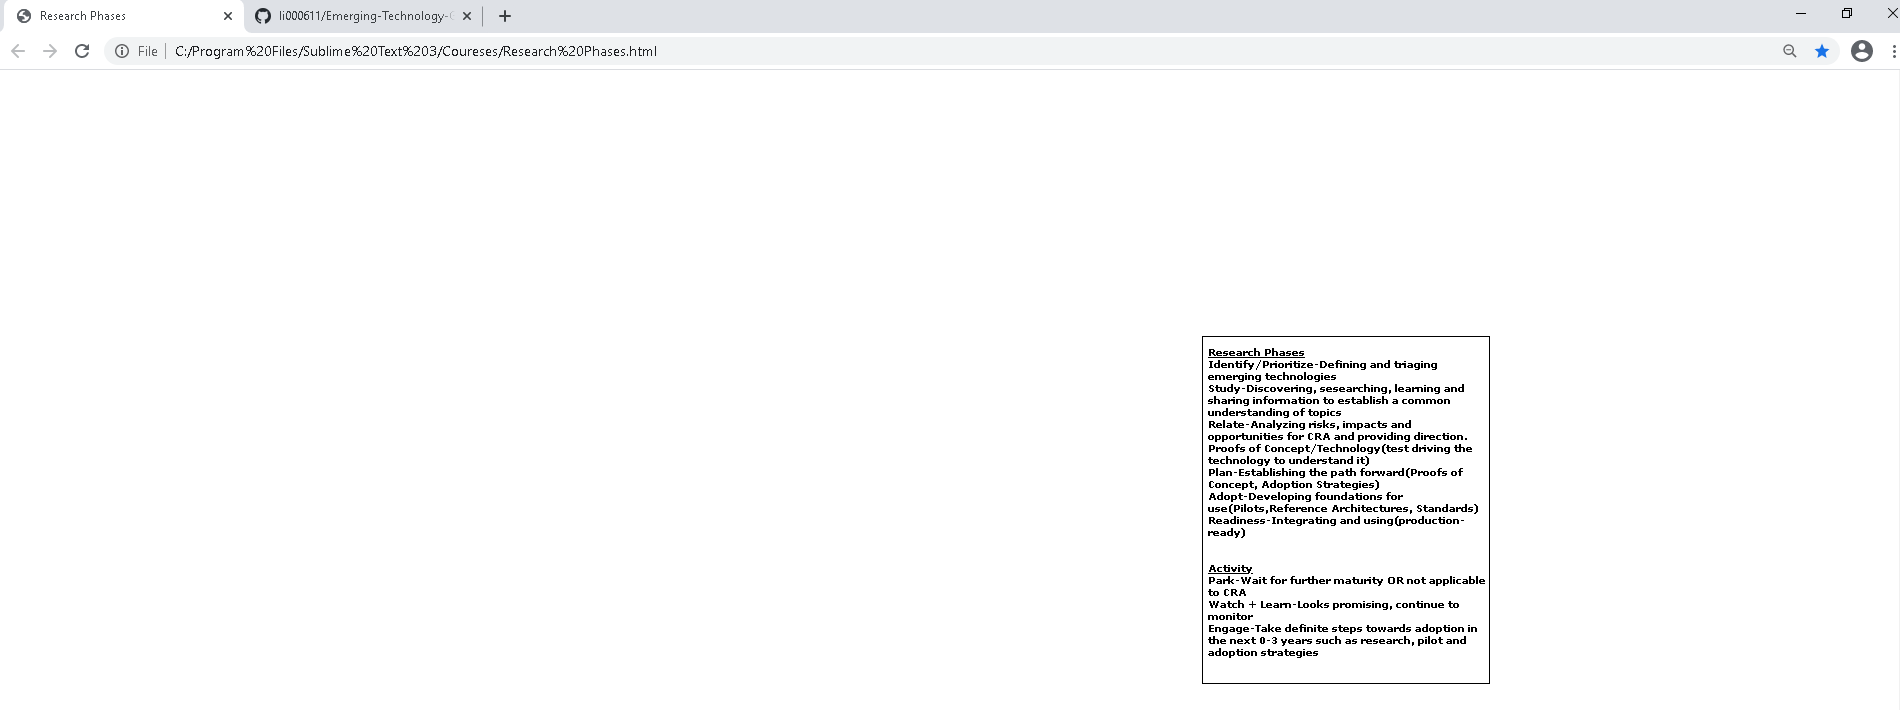 Research Phases
li000611/Emerging-Technology-
File
C:/Program%20Files/Sublime%20Text%203/Coureses/Research%20Phases.html
Research Phases
Identify/Prioritize-Defining and triaging
emerging technologies
Study-Discovering, sesearching, learning and
sharing information to establish a common
understanding of topics
Relate-Analyzing risks, impacts and
opportunities for CRA and providing direction.
Proofs of Concept/Technology(test driving the
technology to understand it)
Plan-Establishing the path forward(Proofs of
Concept, Adoption Strategies)
Adopt-Developing foundations for
use(Pilots,Reference Architectures, Standards)
Readiness-Integrating and using(production-
ready)
Activity
Park-Wait for further maturity OR not applicable
to CRA
Watch + Learn-Looks promising, continue to
monitor
Engage-Take definite steps towards adoption in
the next 0-3 years such as research, pilot and
adoption strategies